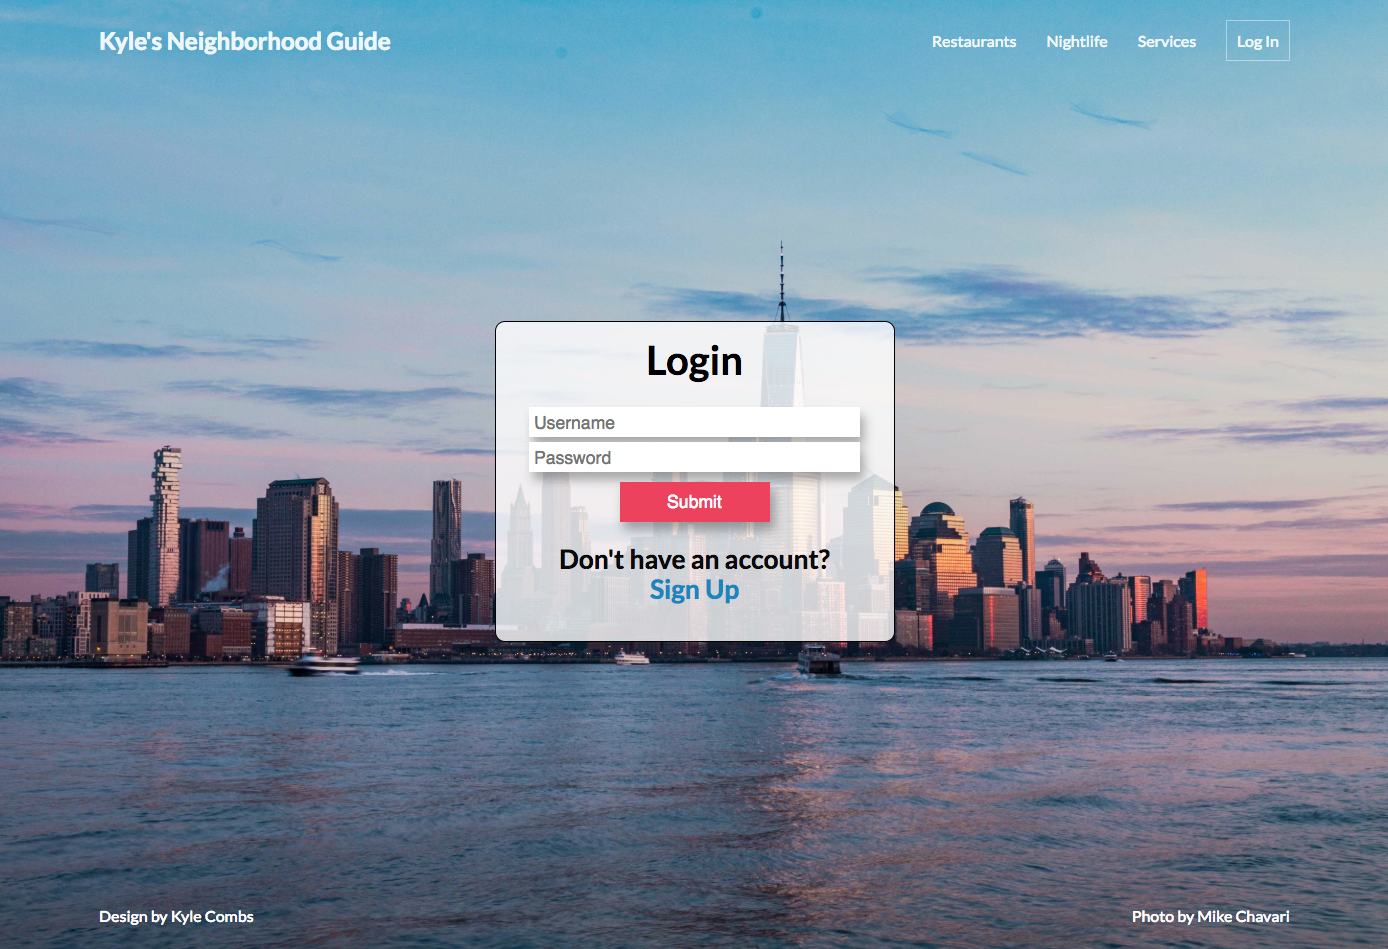 Kyle's Neighborhood Guide
Restaurants
Nightlife
Services
Log In
Login
Username
Password
Submit
Don't have an account?
Sign Up
Design by Kyle Combs
Photo by Mike Chavari